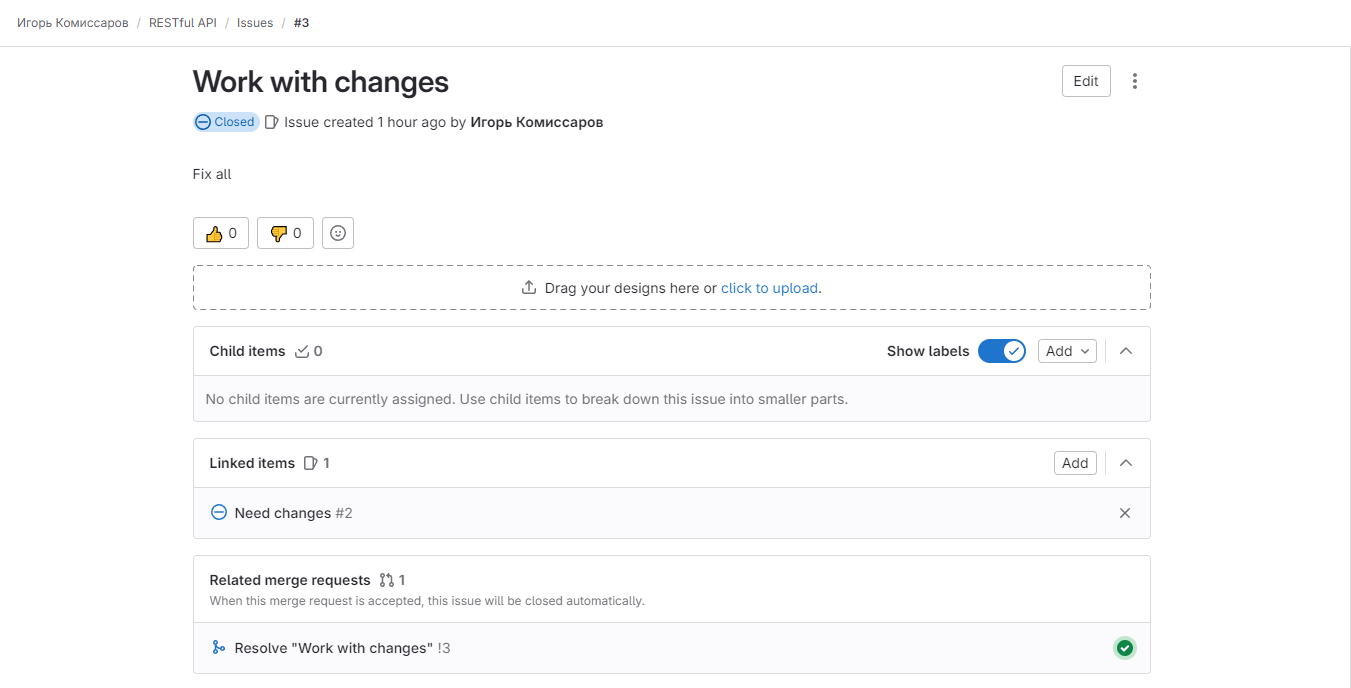 Игорь Комиссаров / RESTful API / Issues / #3
Work with changes
Edit
Closed Issue created 1 hour ago by Игорь Комиссаров
Fix all
0 0
Drag your designs here or click to upload.
Child items 0 Show labels Add
No child items are currently assigned. Use child items to break down this issue into smaller parts.
Linked items 1 Add
Need changes #2
Related merge requests 1
When this merge request is accepted, this issue will be closed automatically.
Resolve "Work with changes" !3